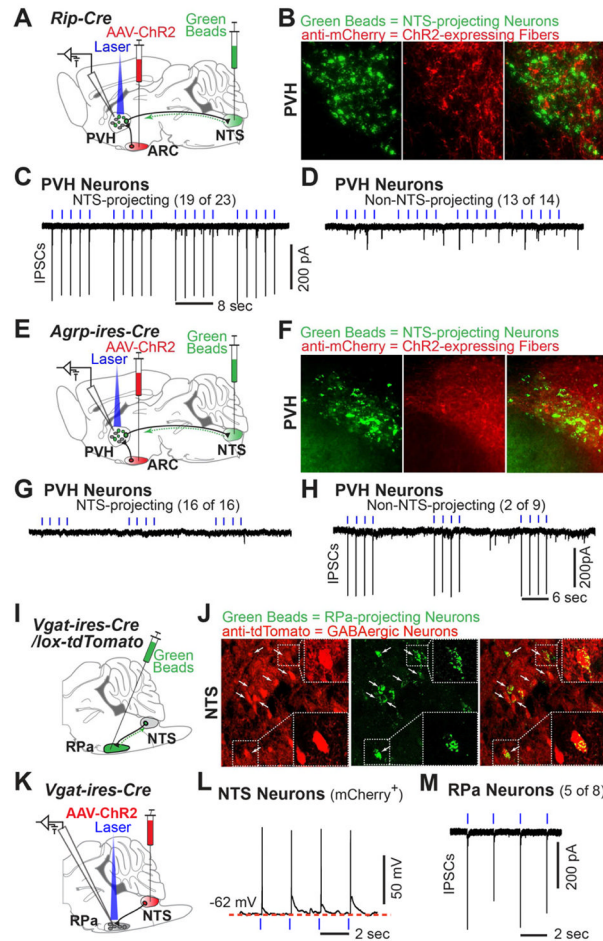 A
Rip-Cre
Green
Beads
AAV-ChR2
Laser
PVH
ARC
NTS
B
Green Beads = NTS-projecting Neurons
anti-mCherry = ChR2-expressing Fibers
PVH
C
PVH Neurons
NTS-projecting (19 of 23)
IPSCs
200 pA
8 sec
D
PVH Neurons
Non-NTS-projecting (13 of 14)
E
Agrp-ires-Cre
Green
Beads
AAV-ChR2
Laser
PVH
ARC
NTS
F
Green Beads = NTS-projecting Neurons
anti-mCherry = ChR2-expressing Fibers
PVH
G
PVH Neurons
NTS-projecting (16 of 16)
H
PVH Neurons
Non-NTS-projecting (2 of 9)
IPSCs
200pA
6 sec
I
Vgat-ires-Cre
/lox-tdTomato
Green
Beads
RPa
NTS
J
Green Beads = RPa-projecting Neurons
anti-tdTomato = GABAergic Neurons
NTS
K
Vgat-ires-Cre
AAV-ChR2
Laser
RPa
NTS
L
NTS Neurons (mCherry+)
-62 mV
50 mV
2 sec
M
RPa Neurons (5 of 8)
IPSCs
200 pA
2 sec